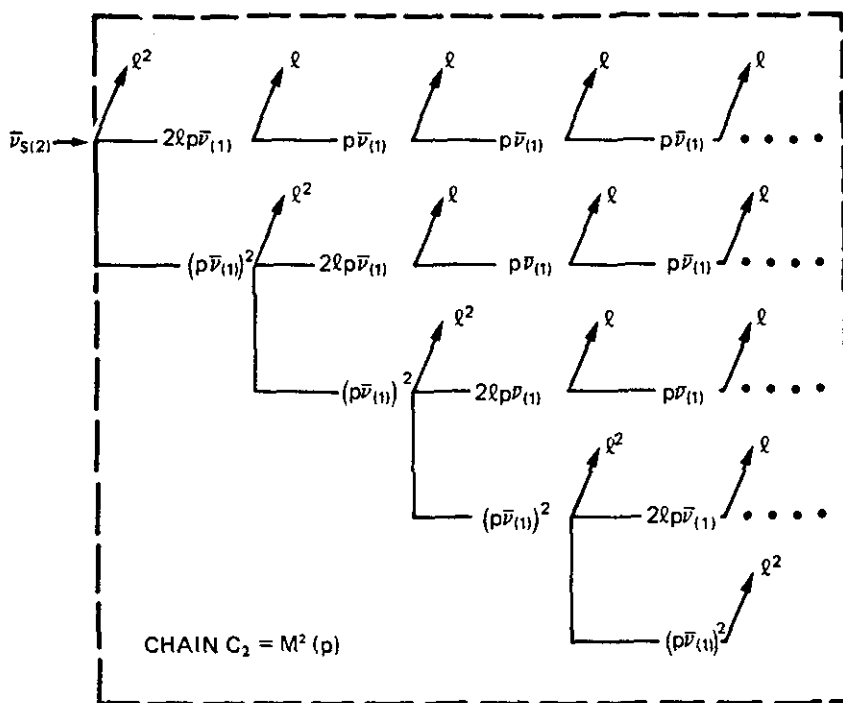 ℓ² ℓ ℓ ℓ ℓ
ν̅S(2) 2ℓpν̅(1) pν̅(1) pν̅(1) pν̅(1) • • • •
ℓ² ℓ ℓ ℓ
(pν̅(1))² 2ℓpν̅(1) pν̅(1) pν̅(1) • • • •
ℓ² ℓ ℓ
(pν̅(1))² 2ℓpν̅(1) pν̅(1) • • • •
ℓ² ℓ
(pν̅(1))² 2ℓpν̅(1) • • • •
ℓ²
CHAIN C₂ = M² (p) (pν̅(1))²